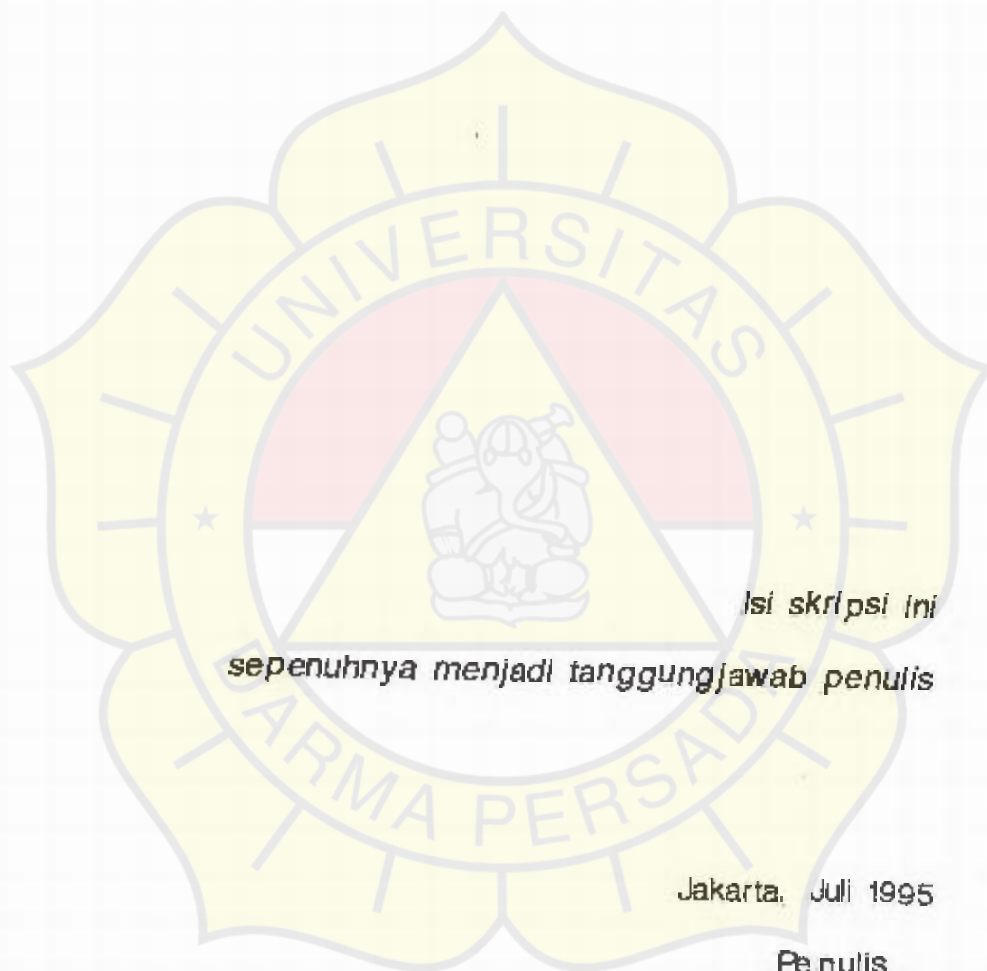 UNIVERSITAS
DARMA PERSADA
Isi skripsi ini
sepenuhnya menjadi tanggungjawab penulis
Jakarta, Juli 1995
Penulis